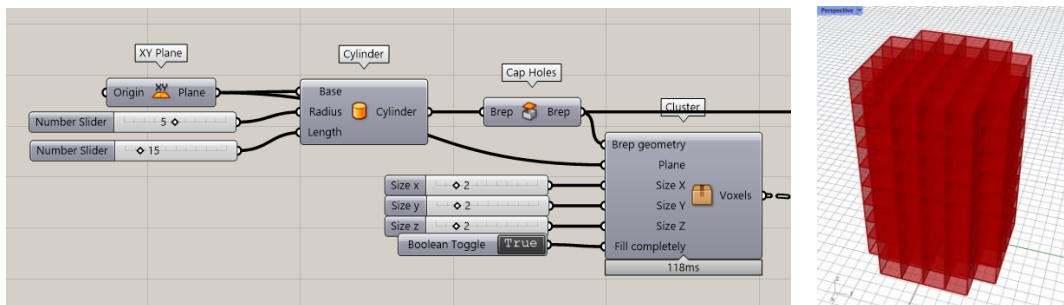 XY Plane
Origin XY Plane
Number Slider 5
Number Slider 15
Cylinder
Base
Radius Cylinder
Length
Cap Holes
Brep Brep
Cluster
Brep geometry
Plane
Size X
Size Y
Size Z
Fill completely
Voxels
118ms
Size x 2
Size y 2
Size z 2
Boolean Toggle True
Perspective